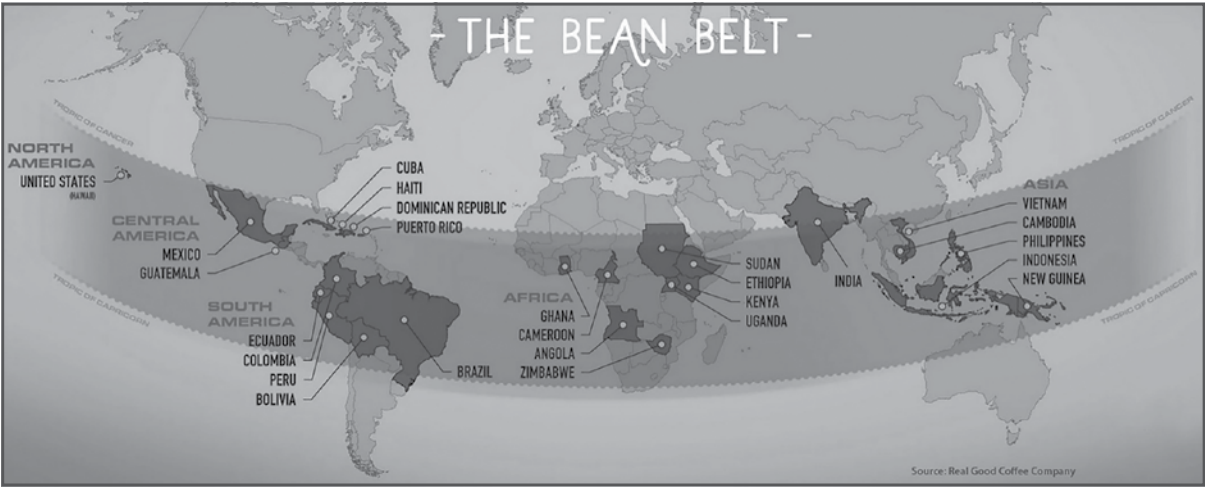 - THE BEAN BELT -
TROPIC OF CANCER
TROPIC OF CANCER
NORTH
AMERICA
UNITED STATES
(HAWAII)
CENTRAL
AMERICA
MEXICO
GUATEMALA
CUBA
HAITI
DOMINICAN REPUBLIC
PUERTO RICO
TROPIC OF CAPRICORN
SOUTH
AMERICA
ECUADOR
COLOMBIA
PERU
BOLIVIA
BRAZIL
AFRICA
GHANA
CAMEROON
ANGOLA
ZIMBABWE
SUDAN
ETHIOPIA
KENYA
UGANDA
INDIA
ASIA
VIETNAM
CAMBODIA
PHILIPPINES
INDONESIA
NEW GUINEA
TROPIC OF CAPRICORN
Source: Real Good Coffee Company